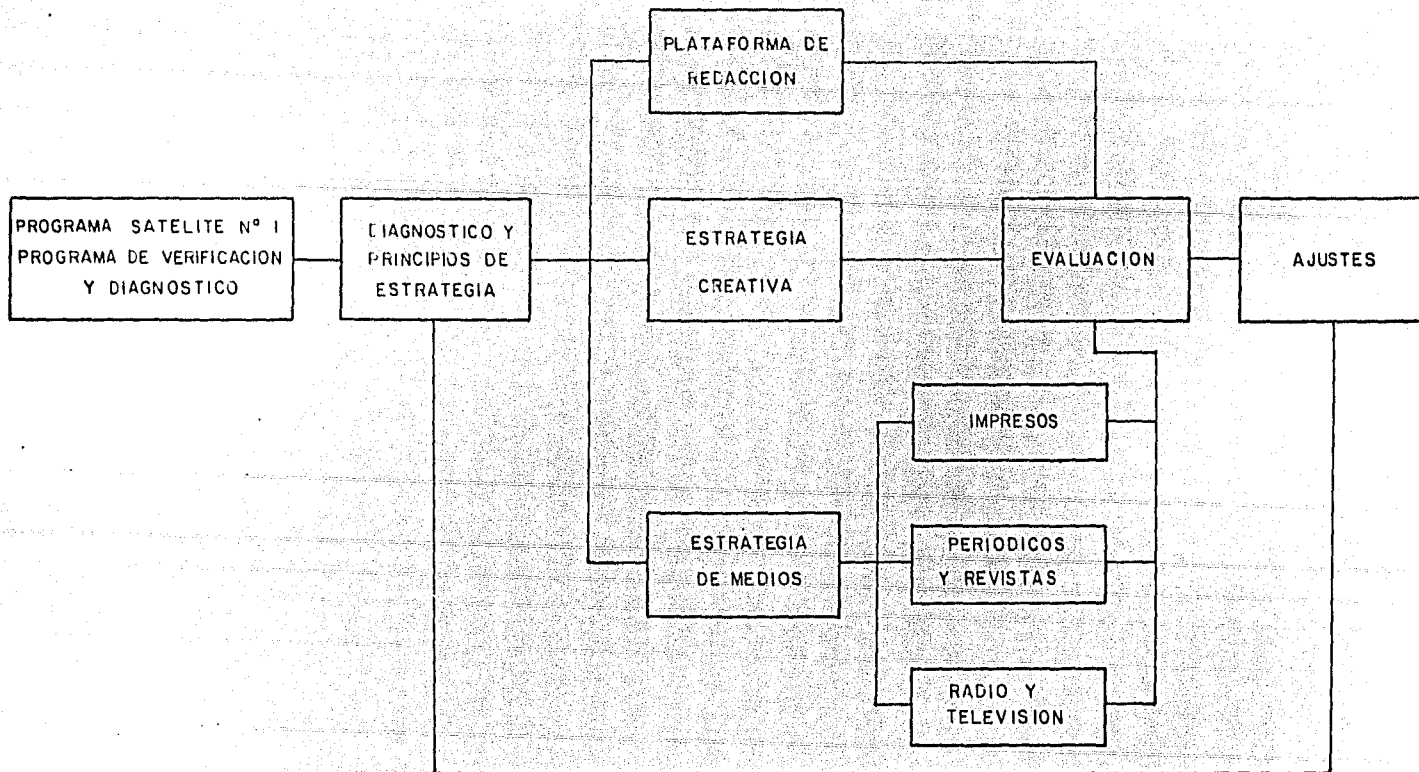 PLATAFORMA DE
REDACCION
PROGRAMA SATELITE Nº 1
PROGRAMA DE VERIFICACION
Y DIAGNOSTICO
DIAGNOSTICO Y
PRINCIPIOS DE
ESTRATEGIA
ESTRATEGIA
CREATIVA
EVALUACION
AJUSTES
IMPRESOS
ESTRATEGIA
DE MEDIOS
PERIODICOS
Y REVISTAS
RADIO Y
TELEVISION